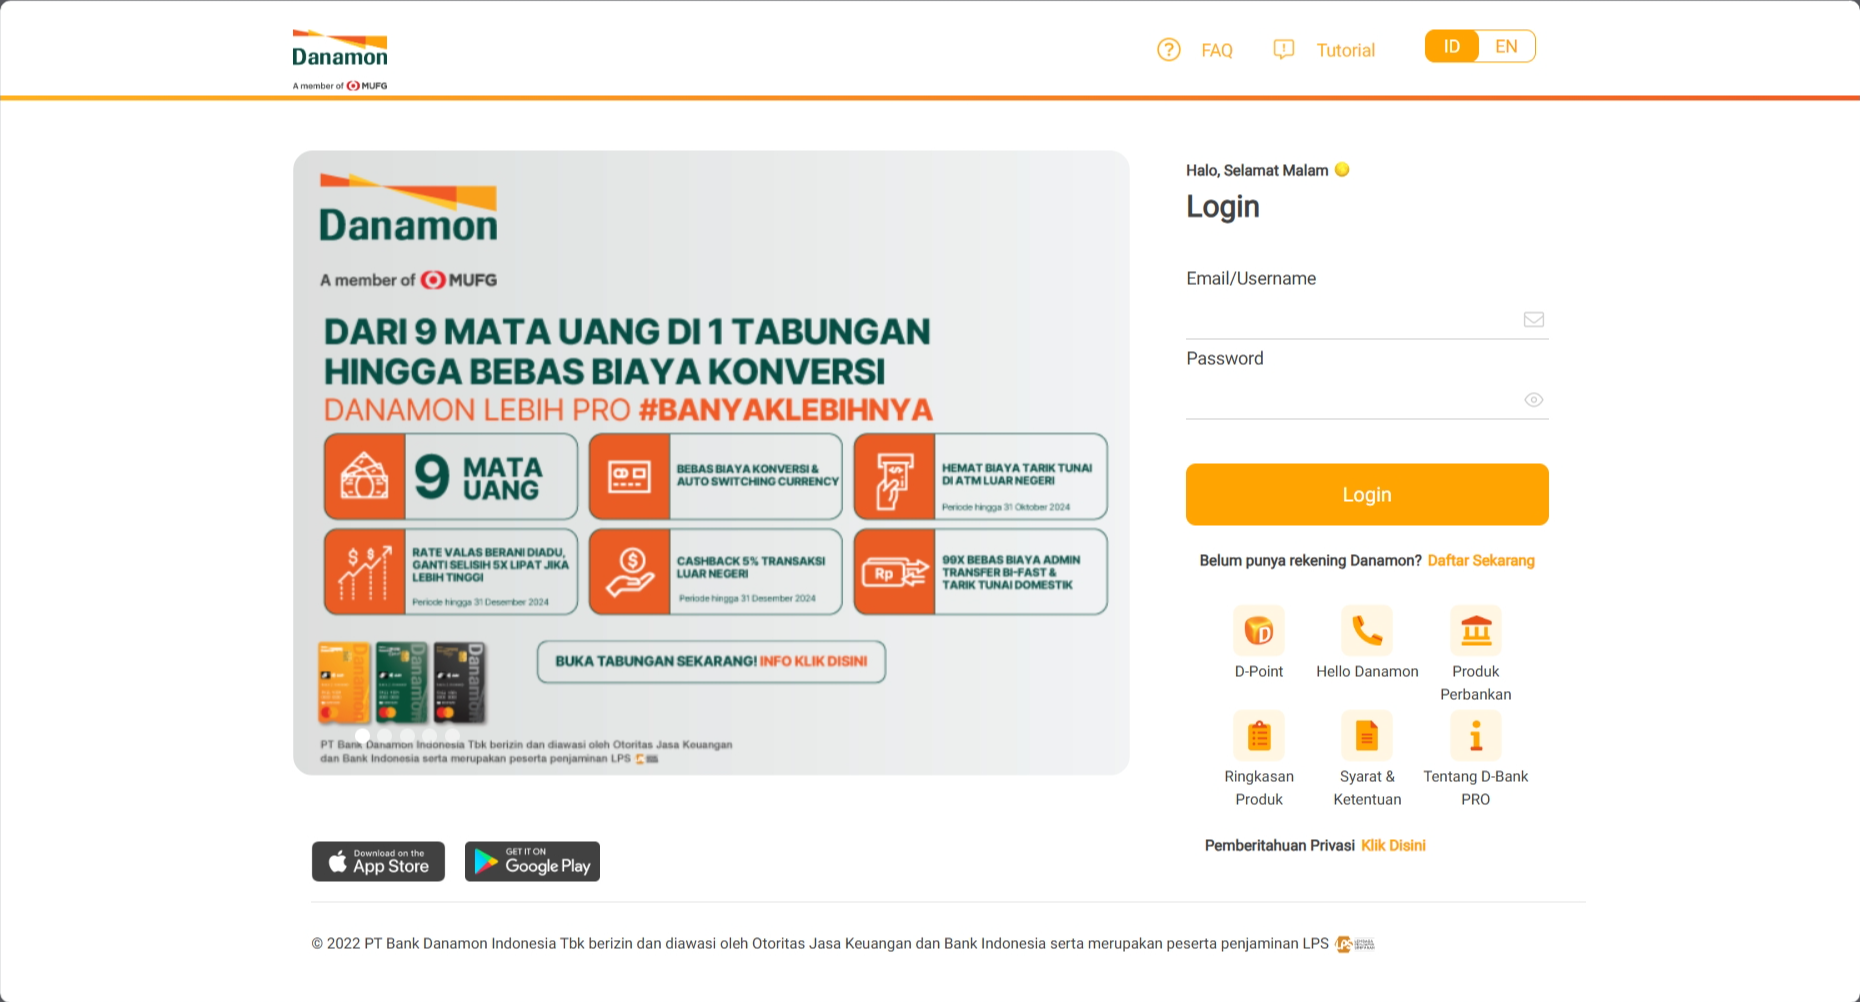 Danamon
A member of MUFG
FAQ
Tutorial
ID
EN
Danamon
A member of MUFG
DARI 9 MATA UANG DI 1 TABUNGAN
HINGGA BEBAS BIAYA KONVERSI
DANAMON LEBIH PRO #BANYAKLEBIHNYA
9 MATA
UANG
BEBAS BIAYA KONVERSI &
AUTO SWITCHING CURRENCY
HEMAT BIAYA TARIK TUNAI
DI ATM LUAR NEGERI
Periode hingga 31 Oktober 2024
RATE VALAS BERANI DIADU,
GANTI SELISIH 5X LIPAT JIKA
LEBIH TINGGI
Periode hingga 31 Desember 2024
CASHBACK 5% TRANSAKSI
LUAR NEGERI
Periode hingga 31 Desember 2024
Rp
99X BEBAS BIAYA ADMIN
TRANSFER BI-FAST &
TARIK TUNAI DOMESTIK
Danamon
Danamon
Danamon
BUKA TABUNGAN SEKARANG! INFO KLIK DISINI
PT Bank Danamon Indonesia Tbk berizin dan diawasi oleh Otoritas Jasa Keuangan
dan Bank Indonesia serta merupakan peserta penjaminan LPS
Halo, Selamat Malam
Login
Email/Username
Password
Login
Belum punya rekening Danamon? Daftar Sekarang
D-Point
Hello Danamon
Produk
Perbankan
Ringkasan
Produk
Syarat &
Ketentuan
Tentang D-Bank
PRO
Pemberitahuan Privasi Klik Disini
Download on the
App Store
GET IT ON
Google Play
© 2022 PT Bank Danamon Indonesia Tbk berizin dan diawasi oleh Otoritas Jasa Keuangan dan Bank Indonesia serta merupakan peserta penjaminan LPS LPS